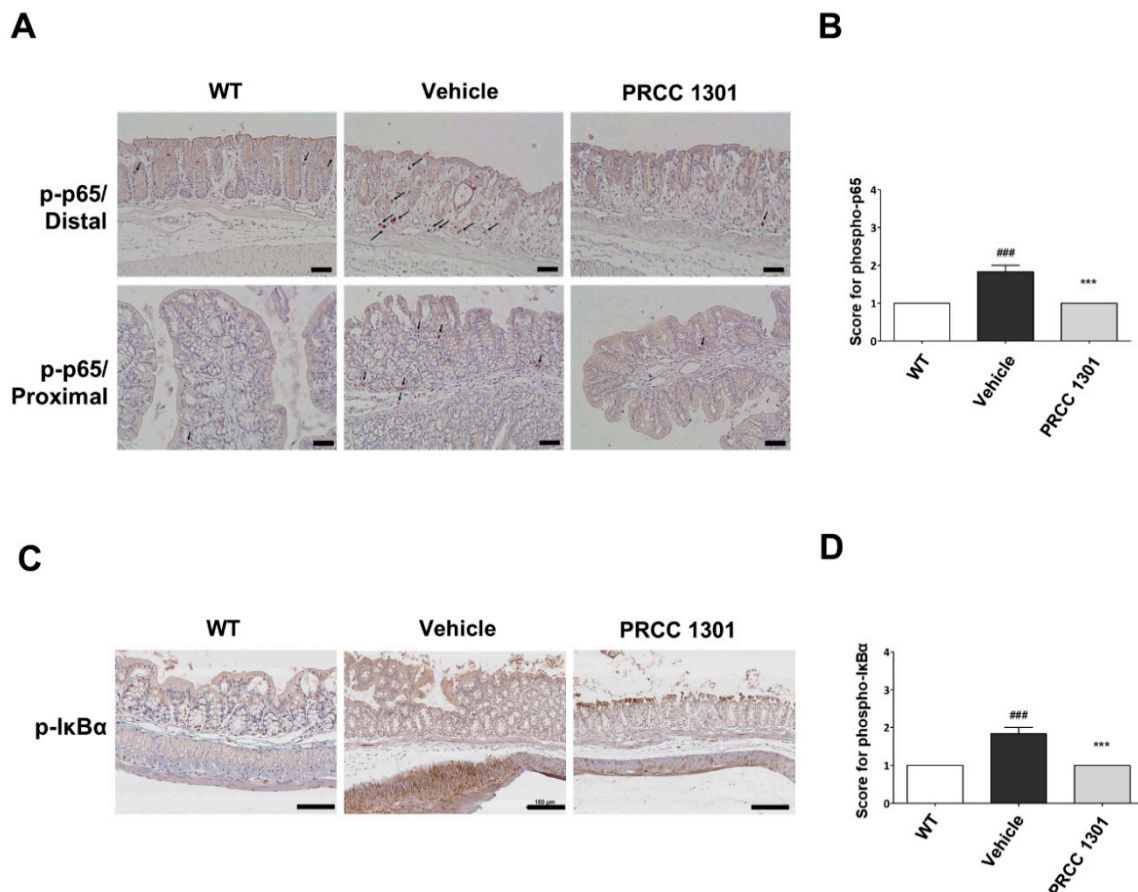 A
WT
Vehicle
PRCC 1301
p-p65/
Distal
p-p65/
Proximal
B
Score for phospho-p65
4
3
2
1
0
###
***
WT
Vehicle
PRCC 1301
C
WT
Vehicle
PRCC 1301
p-IκBα
100 μm
D
Score for phospho-IκBα
4
3
2
1
0
###
***
WT
Vehicle
PRCC 1301